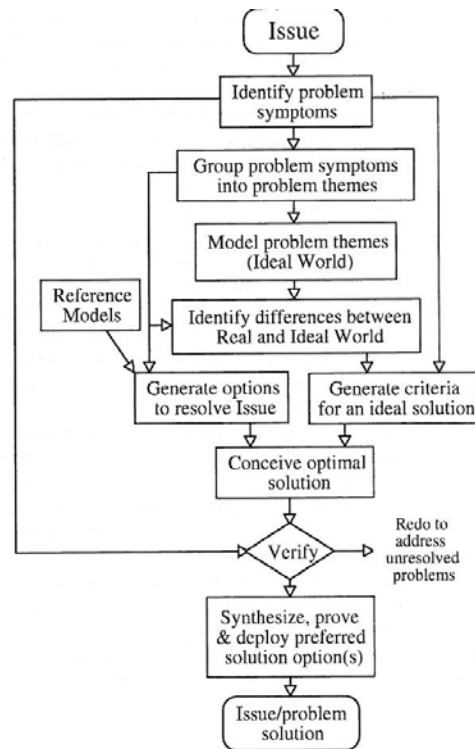 Issue
Identify problem
symptoms
Group problem symptoms
into problem themes
Model problem themes
(Ideal World)
Reference
Models
Identify differences between
Real and Ideal World
Generate options
to resolve Issue
Generate criteria
for an ideal solution
Conceive optimal
solution
Verify
Redo to
address
unresolved
problems
Synthesize, prove
& deploy preferred
solution option(s)
Issue/problem
solution